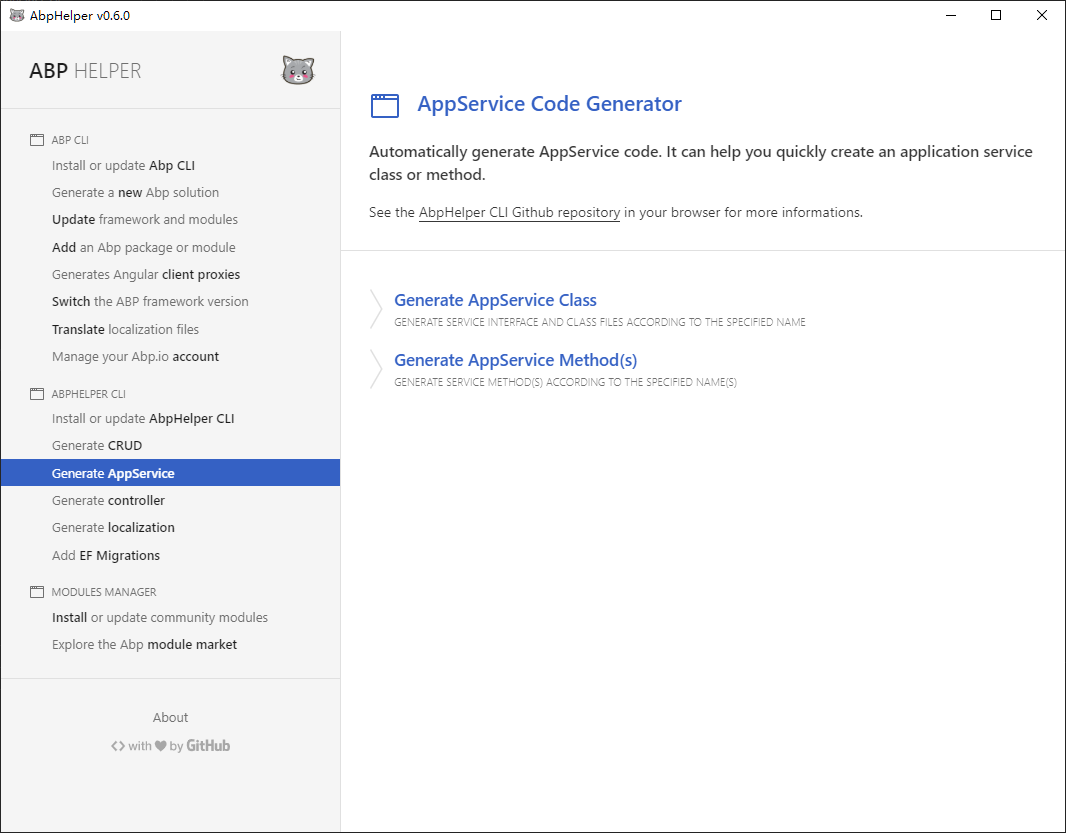 AbpHelper v0.6.0
ABP HELPER
ABP CLI
Install or update Abp CLI
Generate a new Abp solution
Update framework and modules
Add an Abp package or module
Generates Angular client proxies
Switch the ABP framework version
Translate localization files
Manage your Abp.io account
ABPHELPER CLI
Install or update AbpHelper CLI
Generate CRUD
Generate AppService
Generate controller
Generate localization
Add EF Migrations
MODULES MANAGER
Install or update community modules
Explore the Abp module market
About
<> with ♥ by GitHub
AppService Code Generator
Automatically generate AppService code. It can help you quickly create an application service
class or method.
See the AbpHelper CLI Github repository in your browser for more informations.
Generate AppService Class
GENERATE SERVICE INTERFACE AND CLASS FILES ACCORDING TO THE SPECIFIED NAME
Generate AppService Method(s)
GENERATE SERVICE METHOD(S) ACCORDING TO THE SPECIFIED NAME(S)